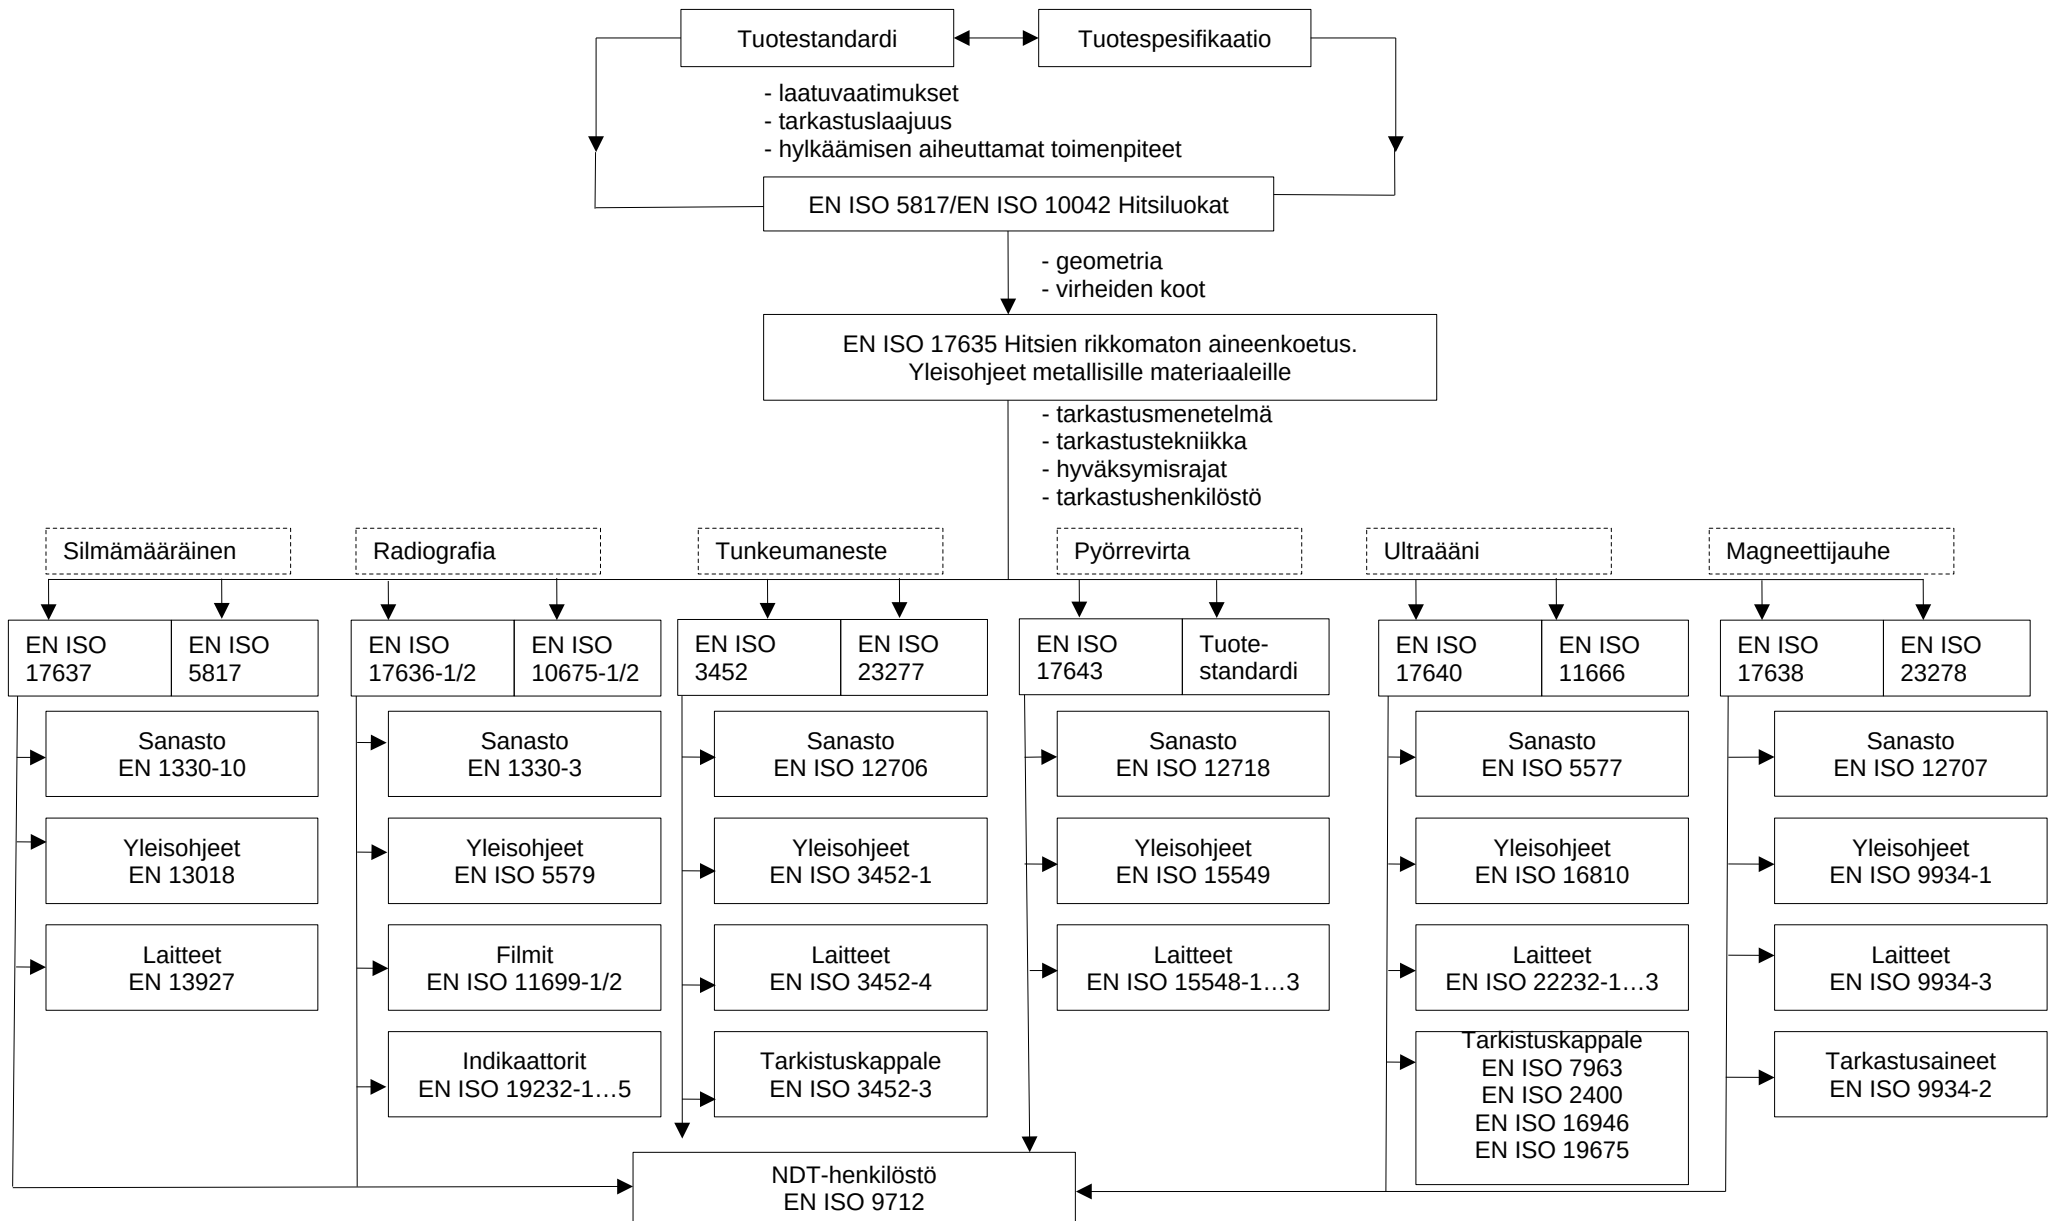 Tuotestandardi
Tuotespesifikaatio
- laatuvaatimukset
- tarkastuslaajuus
- hylkäämisen aiheuttamat toimenpiteet
EN ISO 5817/EN ISO 10042 Hitsiluokat
- geometria
- virheiden koot
EN ISO 17635 Hitsien rikkomaton aineenkoetus.
Yleisohjeet metallisille materiaaleille
- tarkastusmenetelmä
- tarkastustekniikka
- hyväksymisrajat
- tarkastushenkilöstö
Silmämääräinen
EN ISO
17637
EN ISO
5817
Sanasto
EN 1330-10
Yleisohjeet
EN 13018
Laitteet
EN 13927
Radiografia
EN ISO
17636-1/2
EN ISO
10675-1/2
Sanasto
EN 1330-3
Yleisohjeet
EN ISO 5579
Filmit
EN ISO 11699-1/2
Indikaattorit
EN ISO 19232-1…5
Tunkeumaneste
EN ISO
3452
EN ISO
23277
Sanasto
EN ISO 12706
Yleisohjeet
EN ISO 3452-1
Laitteet
EN ISO 3452-4
Tarkistuskappale
EN ISO 3452-3
Pyörrevirta
EN ISO
17643
Tuote-
standardi
Sanasto
EN ISO 12718
Yleisohjeet
EN ISO 15549
Laitteet
EN ISO 15548-1…3
Ultraääni
EN ISO
17640
EN ISO
11666
Sanasto
EN ISO 5577
Yleisohjeet
EN ISO 16810
Laitteet
EN ISO 22232-1…3
Tarkistuskappale
EN ISO 7963
EN ISO 2400
EN ISO 16946
EN ISO 19675
Magneettijauhe
EN ISO
17638
EN ISO
23278
Sanasto
EN ISO 12707
Yleisohjeet
EN ISO 9934-1
Laitteet
EN ISO 9934-3
Tarkastusaineet
EN ISO 9934-2
NDT-henkilöstö
EN ISO 9712